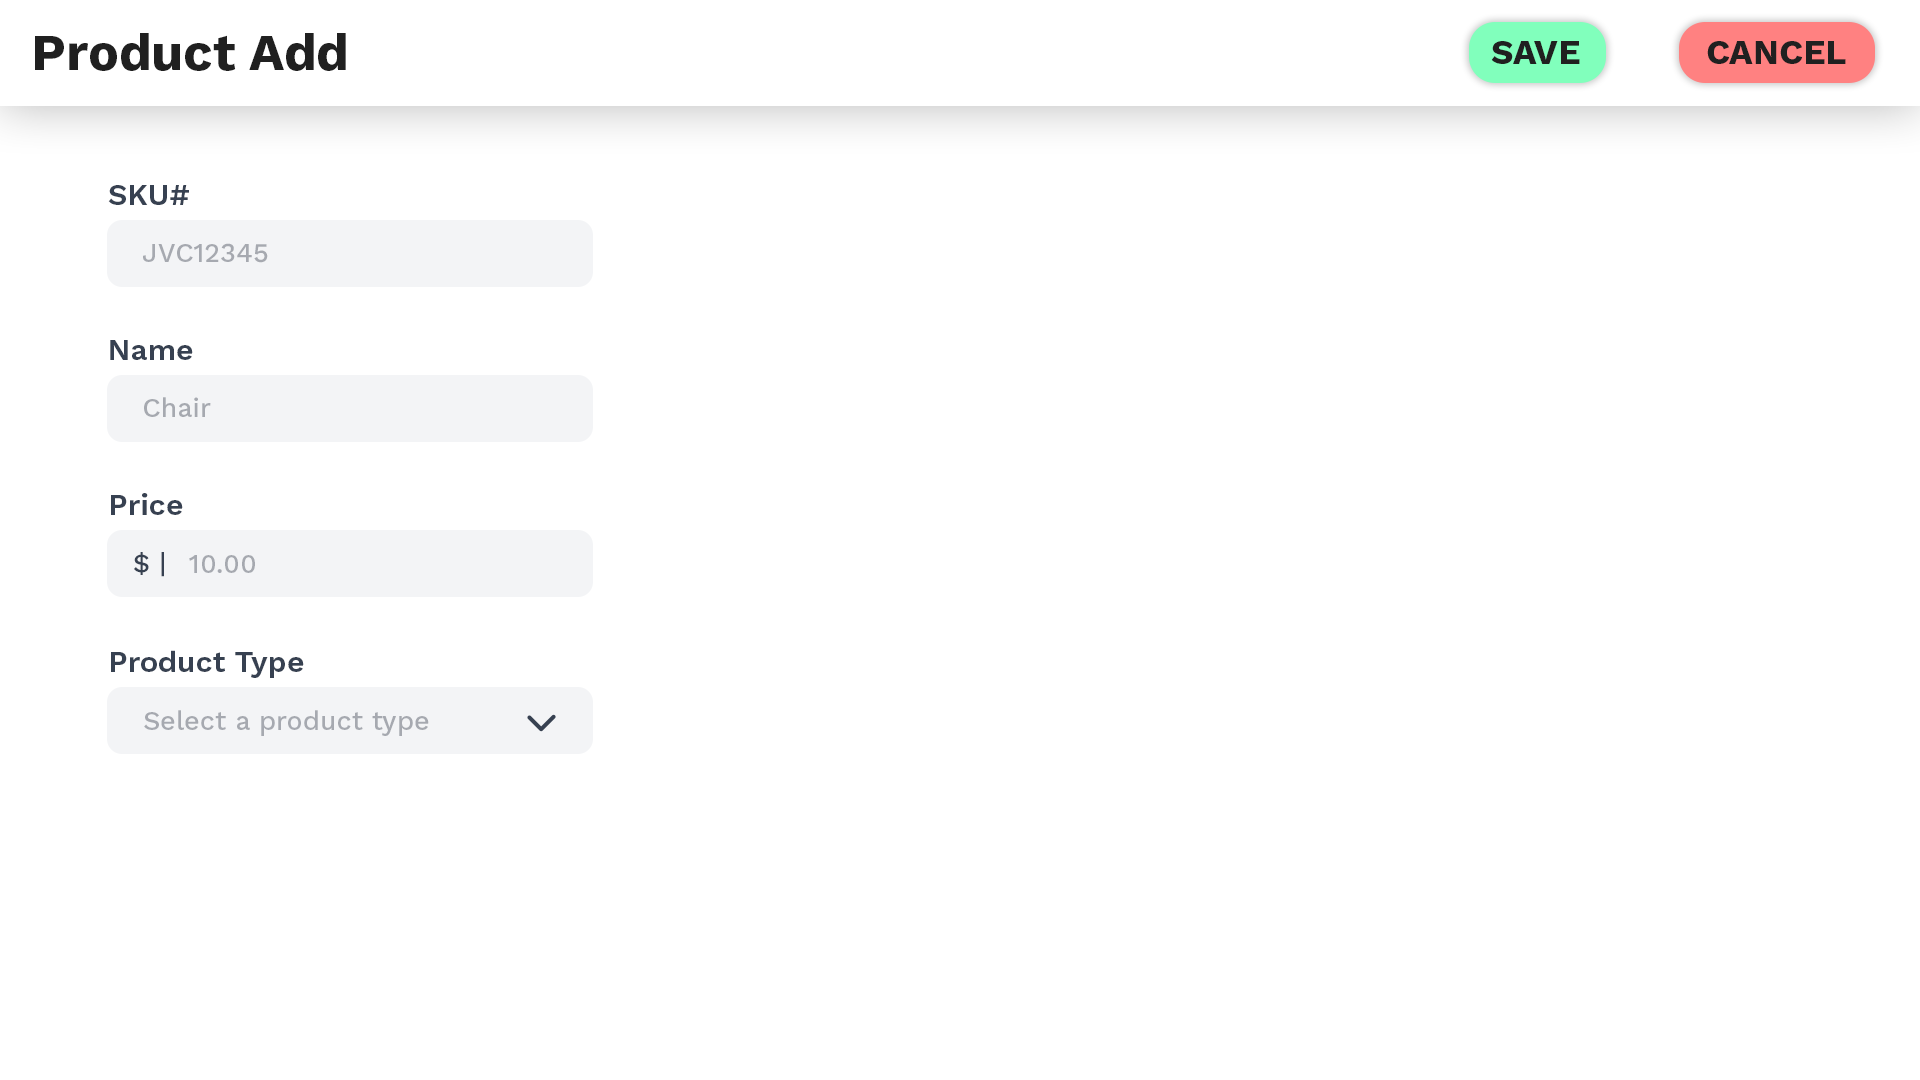 Product Add
SAVE
CANCEL
SKU#
JVC12345
Name
Chair
Price
$ | 10.00
Product Type
Select a product type